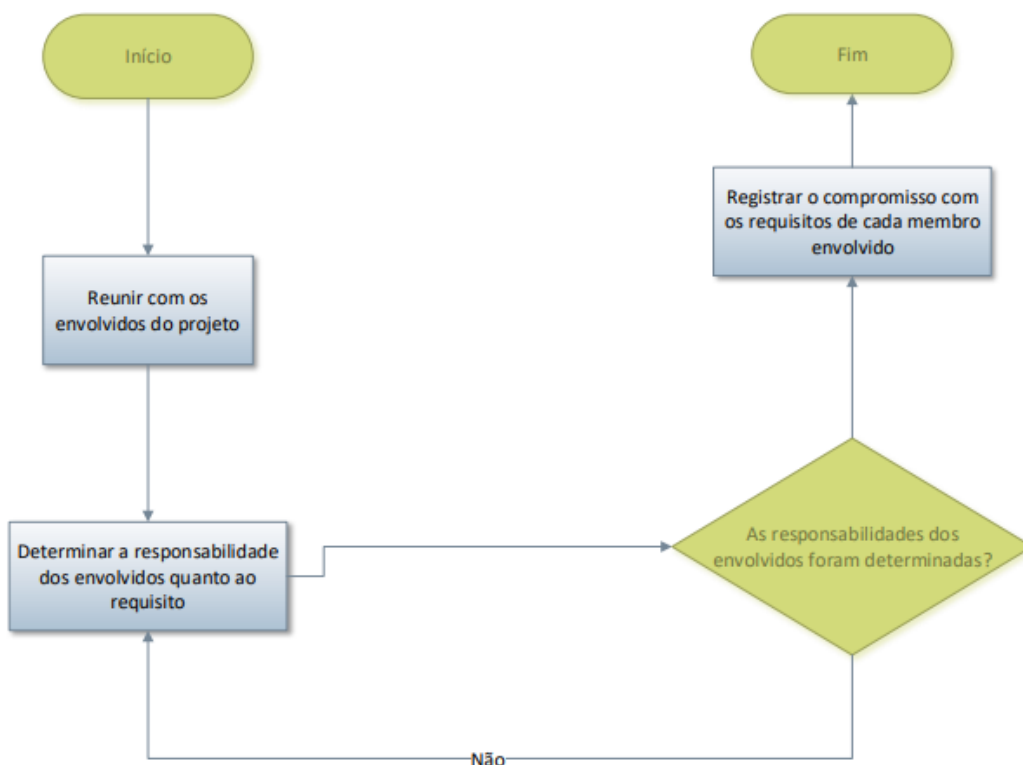 Início
Reunir com os
envolvidos do projeto
Determinar a responsabilidade
dos envolvidos quanto ao
requisito
As responsabilidades dos
envolvidos foram determinadas?
Não
Registrar o compromisso com
os requisitos de cada membro
envolvido
Fim